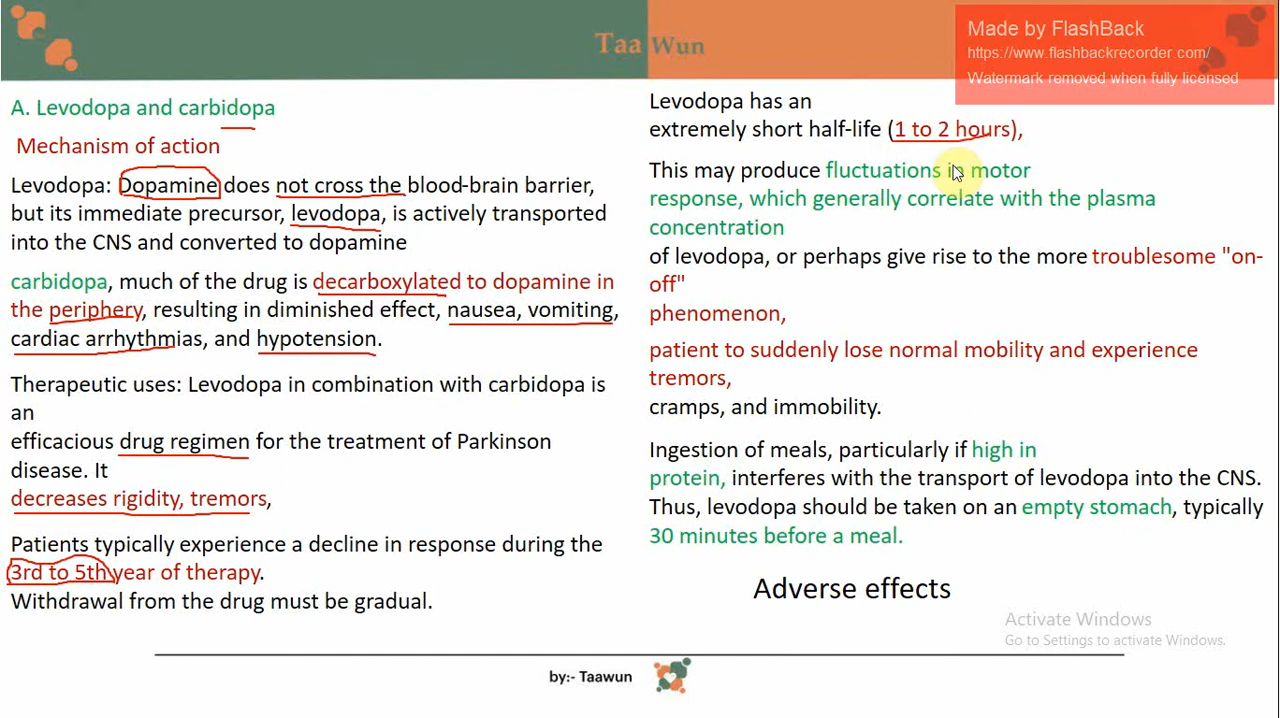 Taa Wun
Made by FlashBack
https://www.flashbackrecorder.com/
Watermark removed when fully licensed
A. Levodopa and carbidopa
Mechanism of action
Levodopa: Dopamine does not cross the blood-brain barrier,
but its immediate precursor, levodopa, is actively transported
into the CNS and converted to dopamine
carbidopa, much of the drug is decarboxylated to dopamine in
the periphery, resulting in diminished effect, nausea, vomiting,
cardiac arrhythmias, and hypotension.
Therapeutic uses: Levodopa in combination with carbidopa is
an
efficacious drug regimen for the treatment of Parkinson
disease. It
decreases rigidity, tremors,
Patients typically experience a decline in response during the
3rd to 5th year of therapy.
Withdrawal from the drug must be gradual.
Levodopa has an
extremely short half-life (1 to 2 hours),
This may produce fluctuations in motor
response, which generally correlate with the plasma
concentration
of levodopa, or perhaps give rise to the more troublesome "on-
off"
phenomenon,
patient to suddenly lose normal mobility and experience
tremors,
cramps, and immobility.
Ingestion of meals, particularly if high in
protein, interferes with the transport of levodopa into the CNS.
Thus, levodopa should be taken on an empty stomach, typically
30 minutes before a meal.
Adverse effects
Activate Windows
Go to Settings to activate Windows.
by:- Taawun